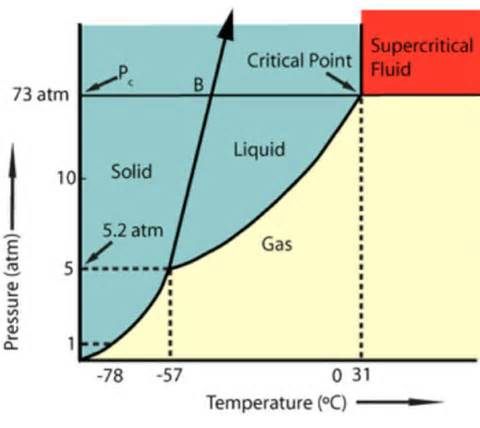 Supercritical
Fluid
Critical Point
Pc
73 atm
B
Solid
Liquid
10
5.2 atm
Gas
5
1
Pressure (atm)
-78
-57
0
31
Temperature (ºC)